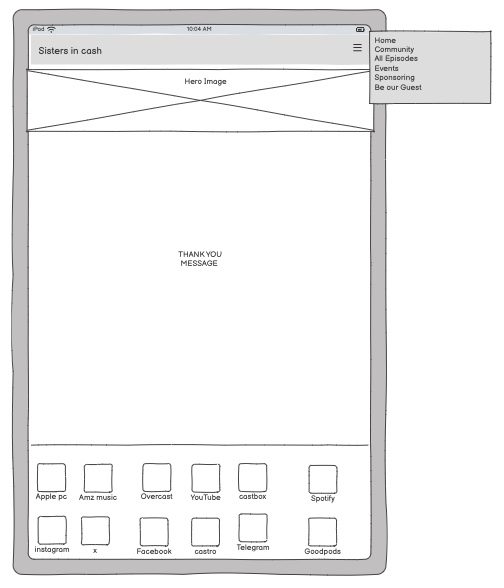 iPad
10:04 AM
Sisters in cash
Home
Community
All Episodes
Events
Sponsoring
Be our Guest
Hero Image
THANK YOU
MESSAGE
Apple pc
Amz music
Overcast
YouTube
castbox
Spotify
instagram
x
Facebook
castro
Telegram
Goodpods